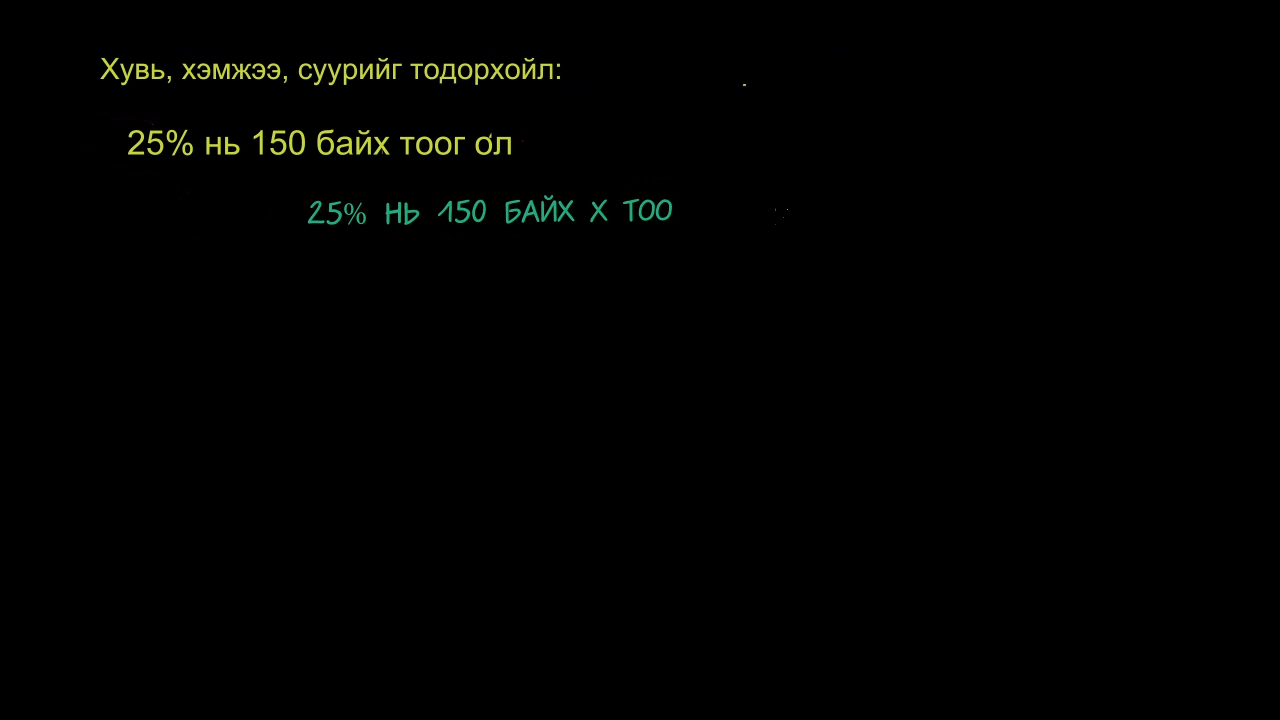 Хувь, хэмжээ, суурийг тодорхойл:
25% нь 150 байх тоог ол
25% НЬ 150 БАЙХ X ТОО